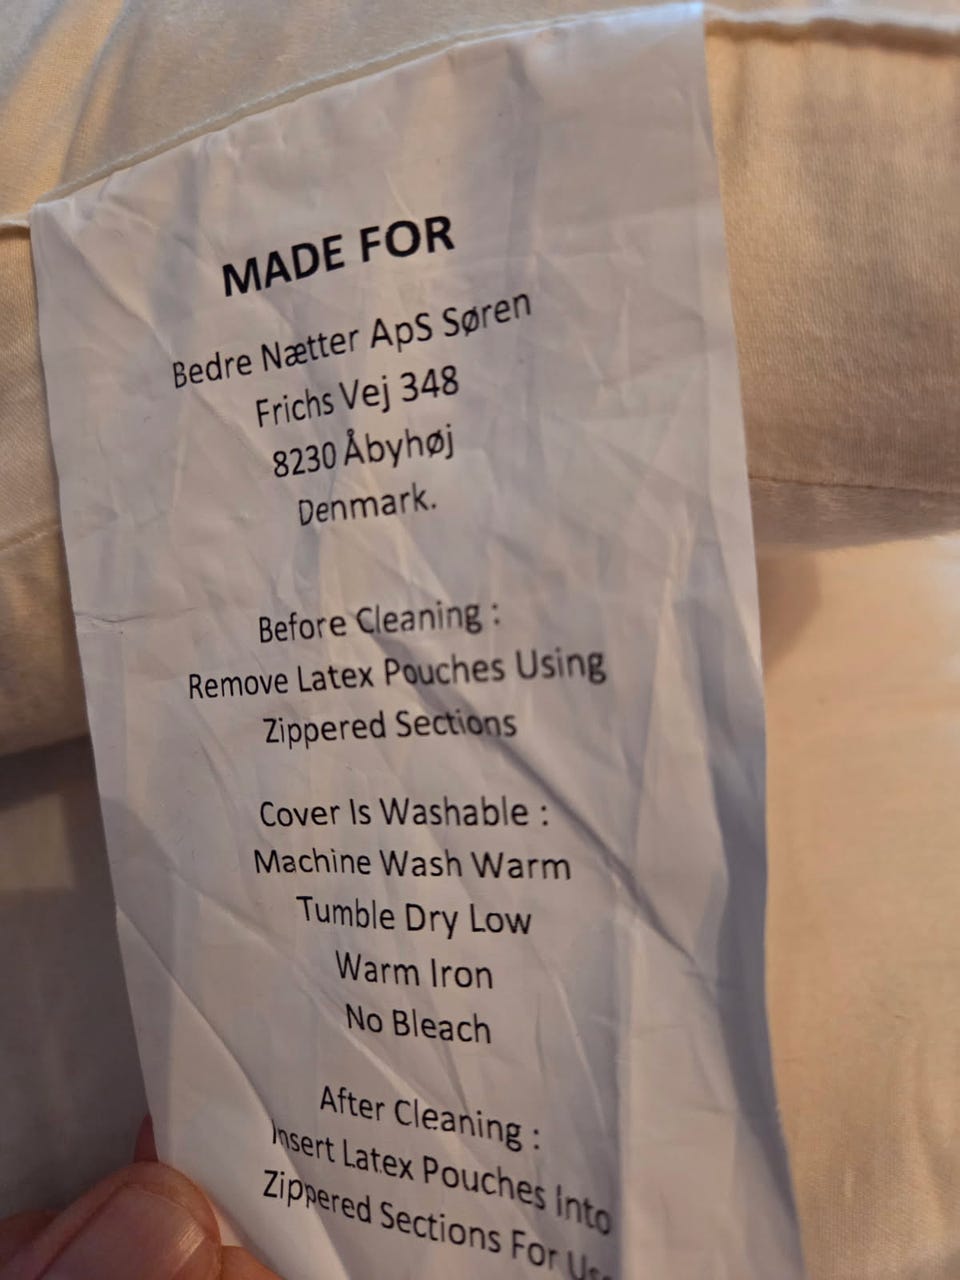 MADE FOR
Bedre Nætter ApS Søren
Frichs Vej 348
8230 Åbyhøj
Denmark.
Before Cleaning :
Remove Latex Pouches Using
Zippered Sections
Cover Is Washable :
Machine Wash Warm
Tumble Dry Low
Warm Iron
No Bleach
After Cleaning :
Insert Latex Pouches Into
Zippered Sections For